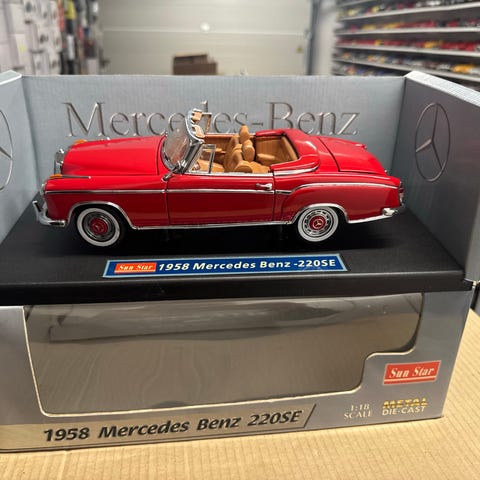 Mercedes-Benz
Sun Star 1958 Mercedes Benz -220SE
Sun Star
1:18
SCALE
METAL
DIE-CAST
1958 Mercedes Benz 220SE